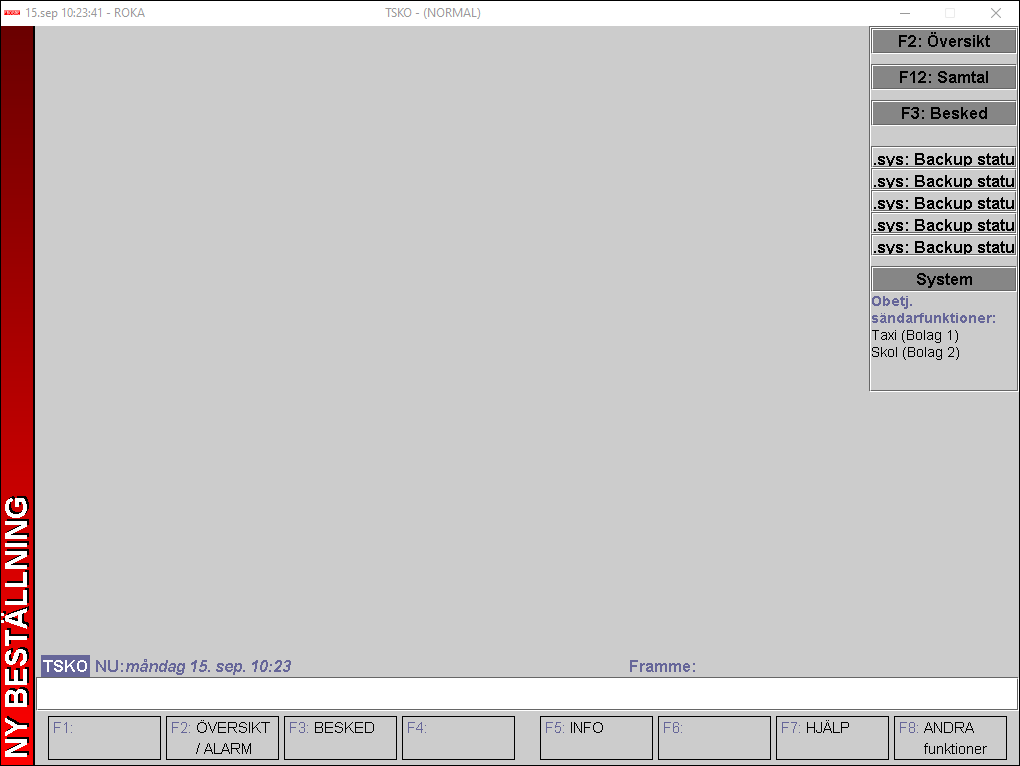 15.sep 10:23:41 - ROKA
TSKO - (NORMAL)
F2: Översikt
F12: Samtal
F3: Besked
.sys: Backup statu
.sys: Backup statu
.sys: Backup statu
.sys: Backup statu
.sys: Backup statu
System
Obetj.
sändarfunktioner:
Taxi (Bolag 1)
Skol (Bolag 2)
NY BESTÄLLNING
TSKO NU:måndag 15. sep. 10:23
Framme:
F1:
F2: ÖVERSIKT
/ ALARM
F3: BESKED
F4:
F5: INFO
F6:
F7: HJÄLP
F8: ANDRA
funktioner